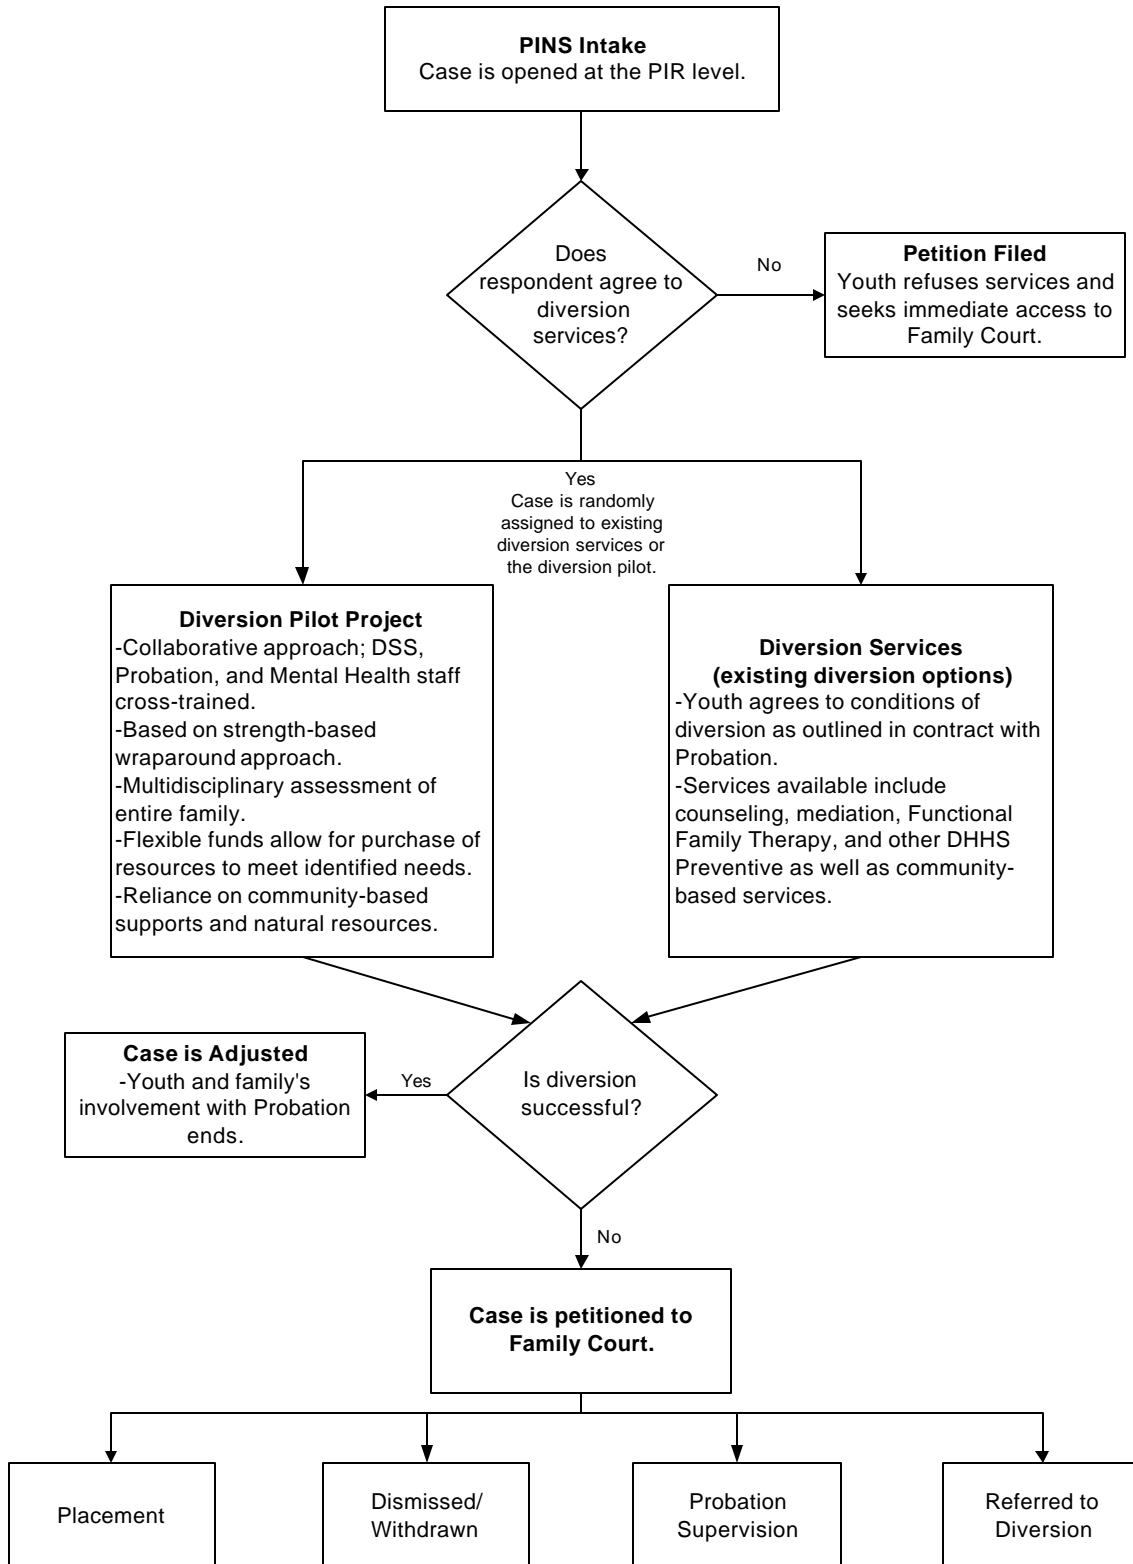 PINS Intake
Case is opened at the PIR level.
Does
respondent agree to
diversion
services?
No
Petition Filed
Youth refuses services and
seeks immediate access to
Family Court.
Yes
Case is randomly
assigned to existing
diversion services or
the diversion pilot.
Diversion Pilot Project
-Collaborative approach; DSS,
Probation, and Mental Health staff
cross-trained.
-Based on strength-based
wraparound approach.
-Multidisciplinary assessment of
entire family.
-Flexible funds allow for purchase of
resources to meet identified needs.
-Reliance on community-based
supports and natural resources.
Diversion Services
(existing diversion options)
-Youth agrees to conditions of
diversion as outlined in contract with
Probation.
-Services available include
counseling, mediation, Functional
Family Therapy, and other DHHS
Preventive as well as community-
based services.
Case is Adjusted
-Youth and family's
involvement with Probation
ends.
Yes
Is diversion
successful?
No
Case is petitioned to
Family Court.
Placement
Dismissed/
Withdrawn
Probation
Supervision
Referred to
Diversion